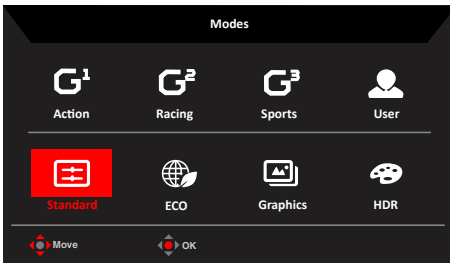 Modes
G¹ G² G³
Action Racing Sports User
Standard ECO Graphics HDR
Move OK